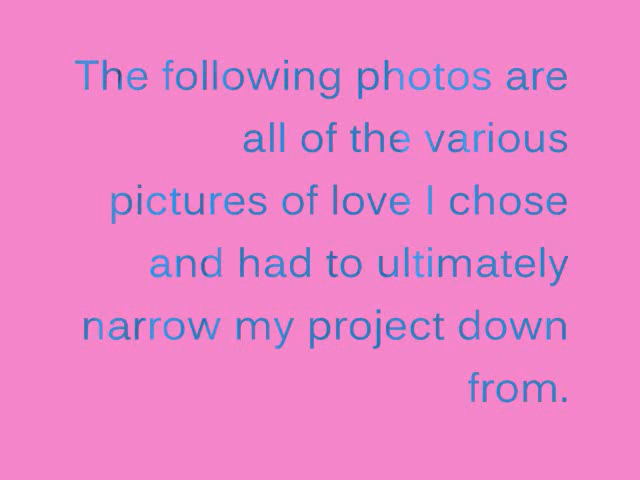 The following photos are
all of the various
pictures of love I chose
and had to ultimately
narrow my project down
from.